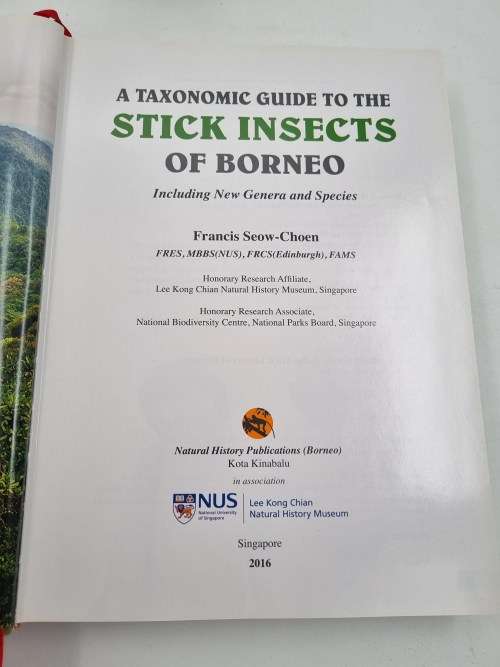 A TAXONOMIC GUIDE TO THE
STICK INSECTS
OF BORNEO
Including New Genera and Species
Francis Seow-Choen
FRES, MBBS(NUS), FRCS(Edinburgh), FAMS
Honorary Research Affiliate,
Lee Kong Chian Natural History Museum, Singapore
Honorary Research Associate,
National Biodiversity Centre, National Parks Board, Singapore
Natural History Publications (Borneo)
Kota Kinabalu
in association
NUS
National University
of Singapore
Lee Kong Chian
Natural History Museum
Singapore
2016